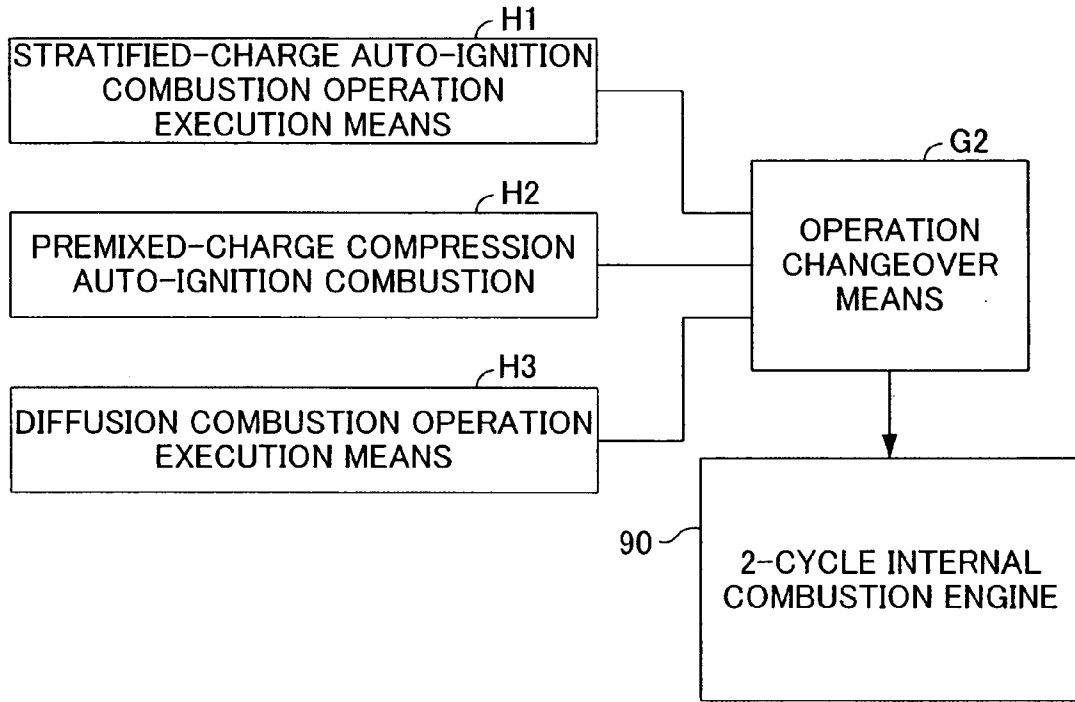 H1
STRATIFIED-CHARGE AUTO-IGNITION
COMBUSTION OPERATION
EXECUTION MEANS
H2
PREMIXED-CHARGE COMPRESSION
AUTO-IGNITION COMBUSTION
H3
DIFFUSION COMBUSTION OPERATION
EXECUTION MEANS
G2
OPERATION
CHANGEOVER
MEANS
90
2-CYCLE INTERNAL
COMBUSTION ENGINE